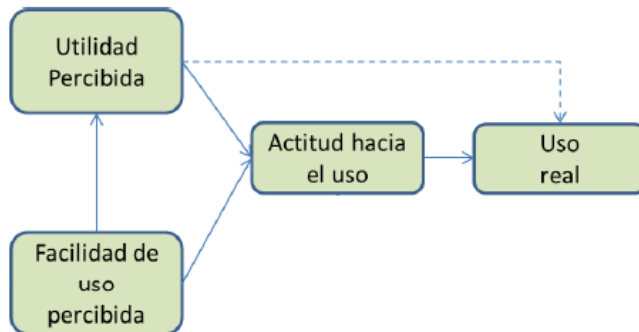 Utilidad
Percibida
Actitud hacia
el uso
Uso
real
Facilidad de
uso
percibida